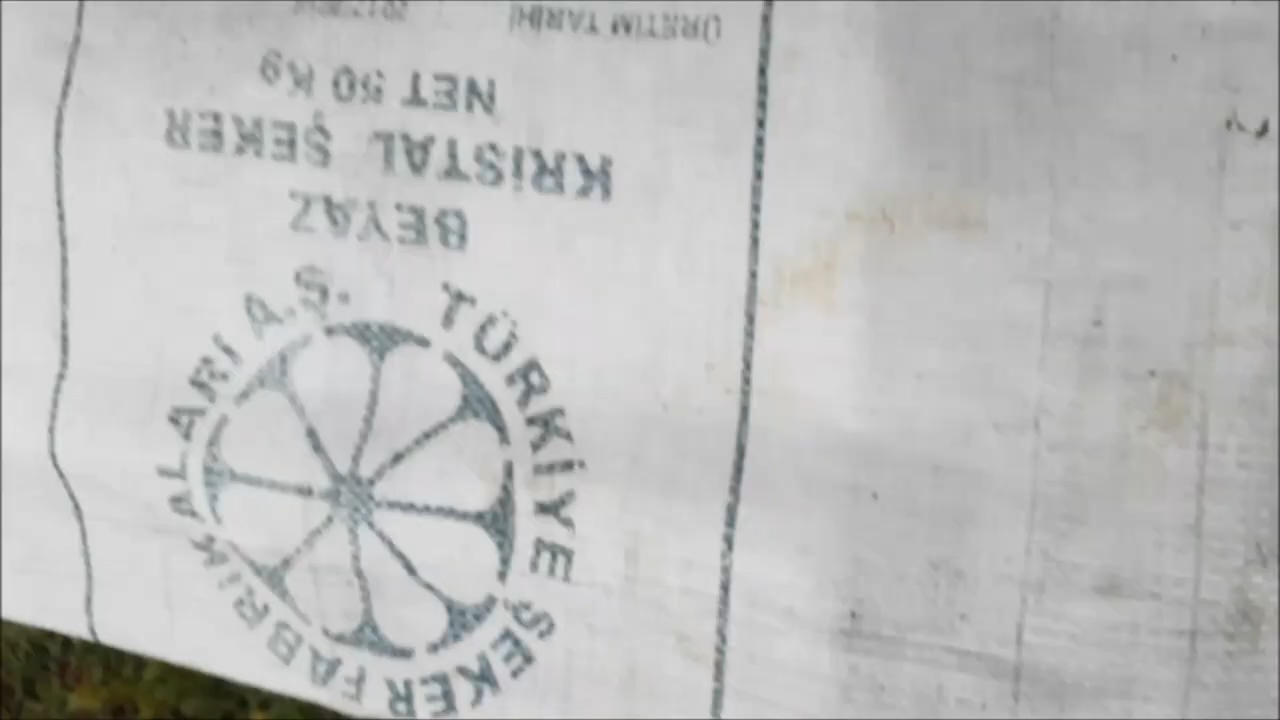 TÜRKİYE ŞEKER FABRİKALARI A.Ş.
BEYAZ
KRİSTAL ŞEKER
NET 50 Kg
ÜRETİM TARİHİ